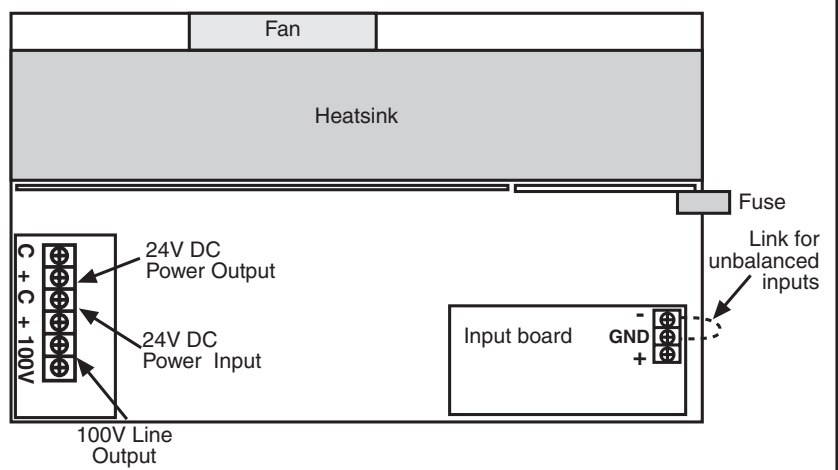 Fan
Heatsink
Fuse
Link for
unbalanced
inputs
C + C + 100V
24V DC
Power Output
24V DC
Power Input
100V Line
Output
Input board
-
GND
+